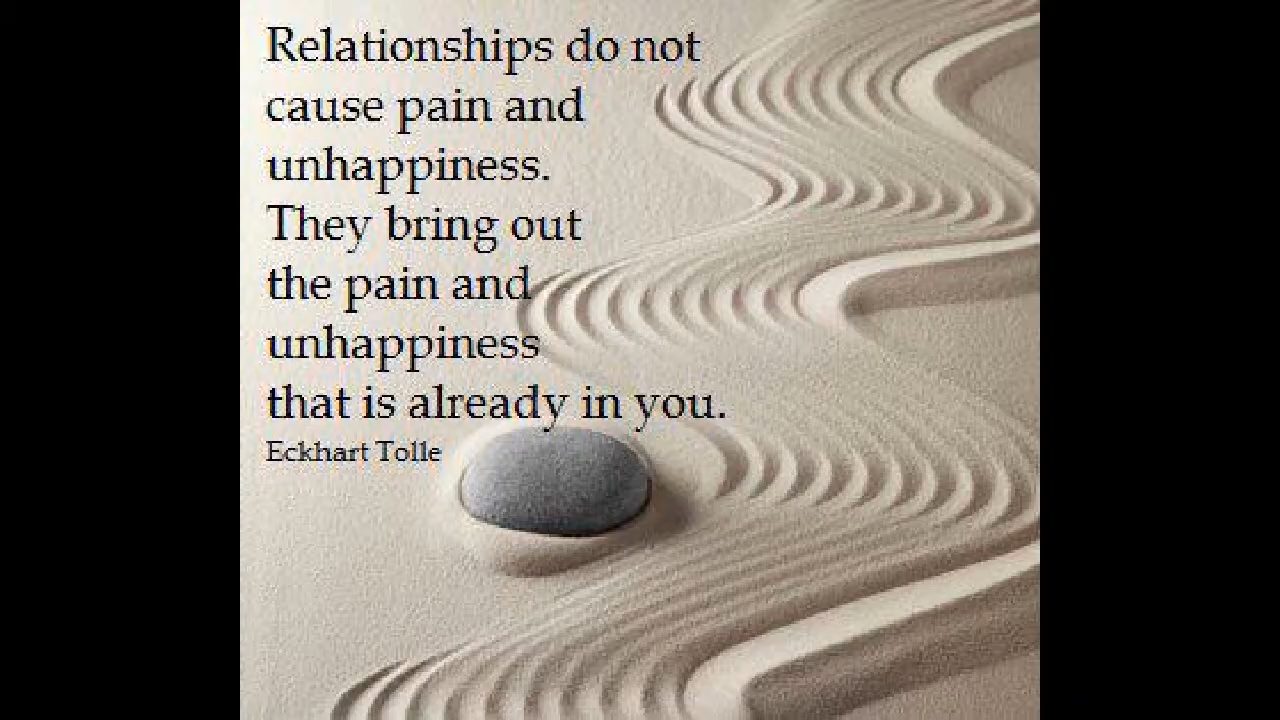 Relationships do not
cause pain and
unhappiness.
They bring out
the pain and
unhappiness
that is already in you.
Eckhart Tolle